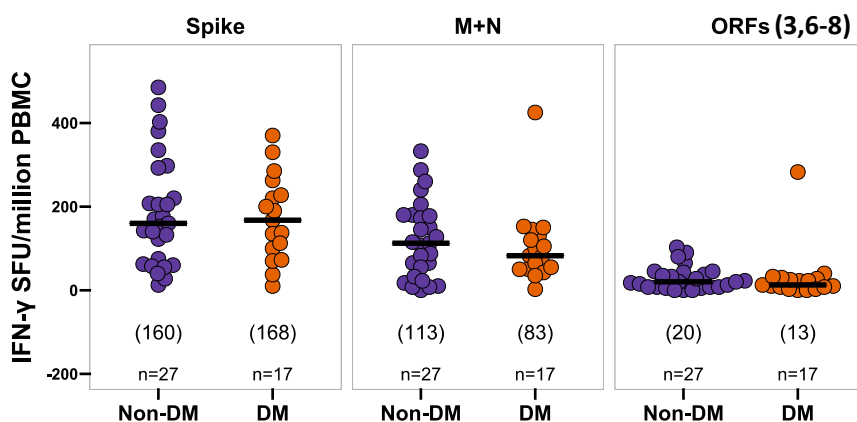 Spike M+N ORFs (3,6-8)
IFN-γ SFU/million PBMC
400
200
0
-200
(160) (168) (113) (83) (20) (13)
n=27 n=17 n=27 n=17 n=27 n=17
Non-DM DM Non-DM DM Non-DM DM